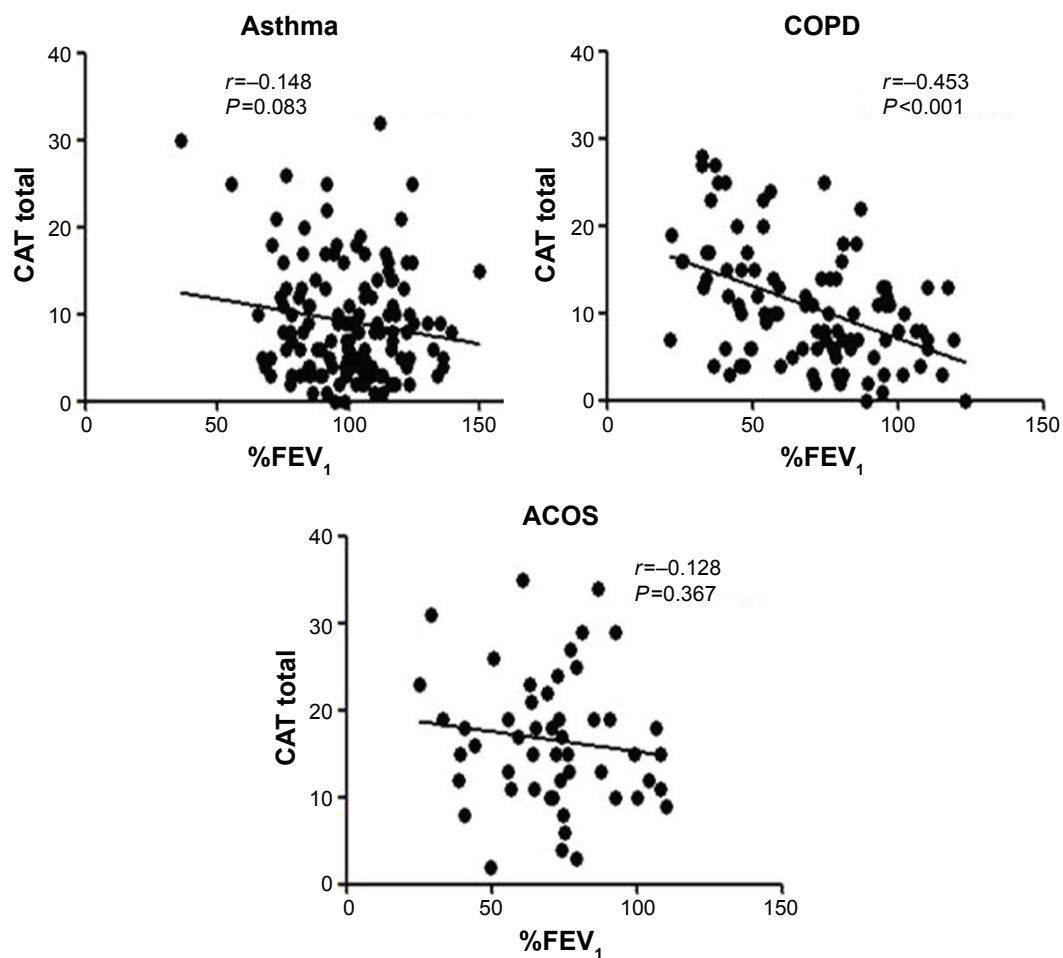 Asthma
COPD
r=–0.148
P=0.083
r=–0.453
P<0.001
CAT total
40
30
20
10
0
0 50 100 150
%FEV1
CAT total
40
30
20
10
0
0 50 100 150
%FEV1
ACOS
r=–0.128
P=0.367
CAT total
40
30
20
10
0
0 50 100 150
%FEV1